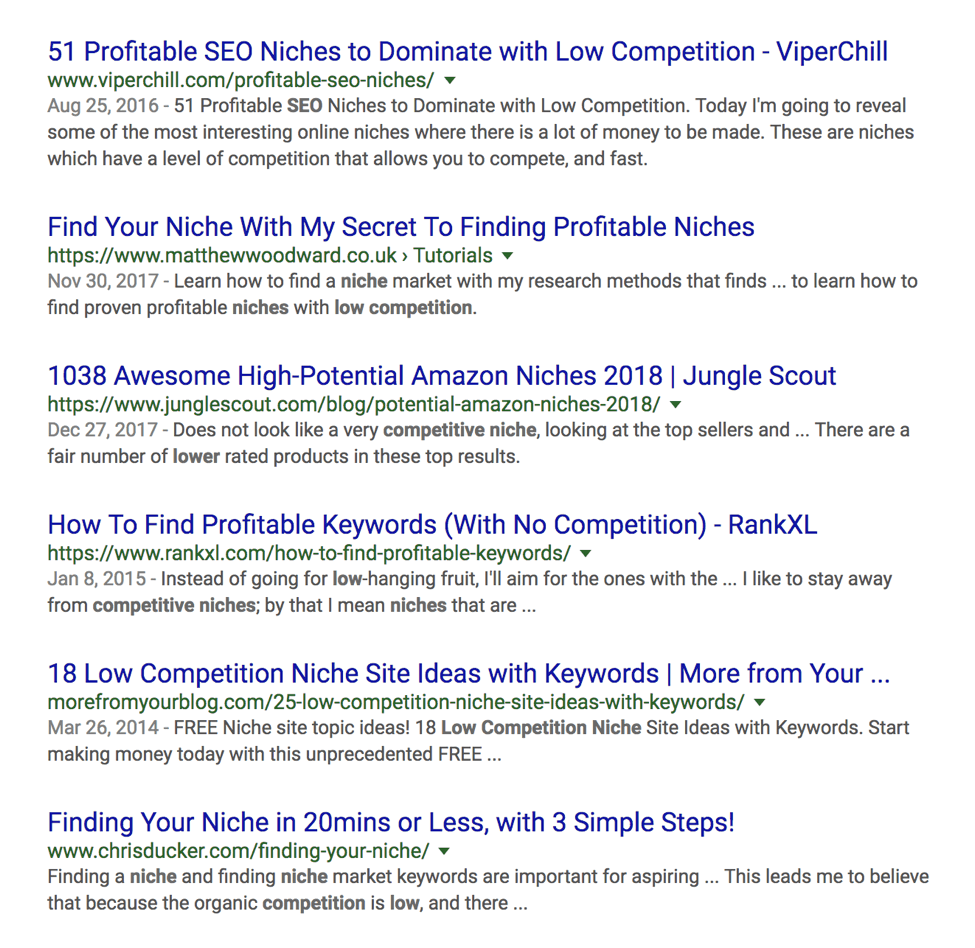 51 Profitable SEO Niches to Dominate with Low Competition - ViperChill
www.viperchill.com/profitable-seo-niches/
Aug 25, 2016 - 51 Profitable SEO Niches to Dominate with Low Competition. Today I'm going to reveal
some of the most interesting online niches where there is a lot of money to be made. These are niches
which have a level of competition that allows you to compete, and fast.
Find Your Niche With My Secret To Finding Profitable Niches
https://www.matthewwoodward.co.uk › Tutorials
Nov 30, 2017 - Learn how to find a niche market with my research methods that finds ... to learn how to
find proven profitable niches with low competition.
1038 Awesome High-Potential Amazon Niches 2018 | Jungle Scout
https://www.junglescout.com/blog/potential-amazon-niches-2018/
Dec 27, 2017 - Does not look like a very competitive niche, looking at the top sellers and ... There are a
fair number of lower rated products in these top results.
How To Find Profitable Keywords (With No Competition) - RankXL
https://www.rankxl.com/how-to-find-profitable-keywords/
Jan 8, 2015 - Instead of going for low-hanging fruit, I'll aim for the ones with the ... I like to stay away
from competitive niches; by that I mean niches that are ...
18 Low Competition Niche Site Ideas with Keywords | More from Your ...
morefromyourblog.com/25-low-competition-niche-site-ideas-with-keywords/
Mar 26, 2014 - FREE Niche site topic ideas! 18 Low Competition Niche Site Ideas with Keywords. Start
making money today with this unprecedented FREE ...
Finding Your Niche in 20mins or Less, with 3 Simple Steps!
www.chrisducker.com/finding-your-niche/
Finding a niche and finding niche market keywords are important for aspiring ... This leads me to believe
that because the organic competition is low, and there ...